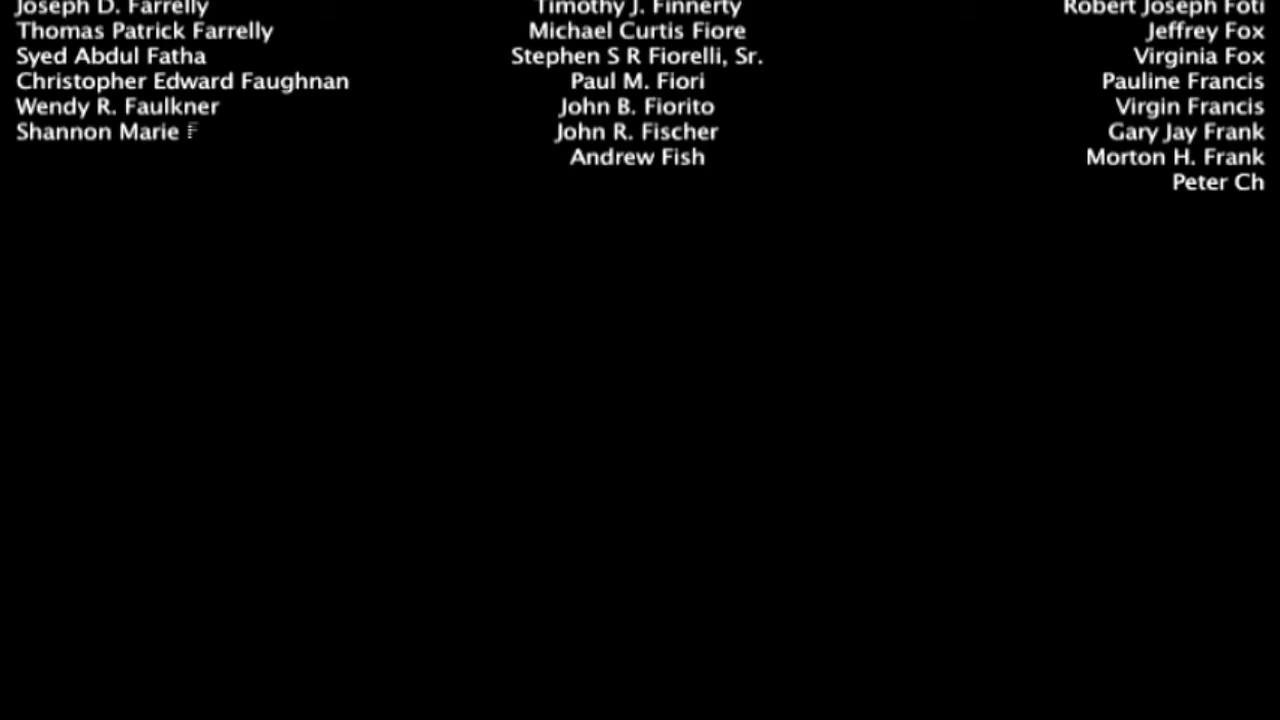 Joseph D. Farrelly
Thomas Patrick Farrelly
Syed Abdul Fatha
Christopher Edward Faughnan
Wendy R. Faulkner
Shannon Marie F
Timothy J. Finnerty
Michael Curtis Fiore
Stephen S R Fiorelli, Sr.
Paul M. Fiori
John B. Fiorito
John R. Fischer
Andrew Fish
Robert Joseph Foti
Jeffrey Fox
Virginia Fox
Pauline Francis
Virgin Francis
Gary Jay Frank
Morton H. Frank
Peter Ch